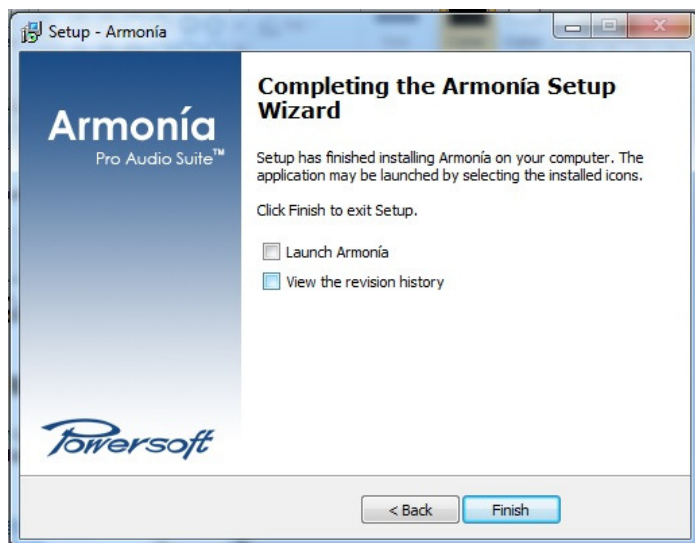 Setup - Armonía
Armonía
Pro Audio Suite™
Completing the Armonía Setup
Wizard
Setup has finished installing Armonía on your computer. The
application may be launched by selecting the installed icons.
Click Finish to exit Setup.
Launch Armonía
View the revision history
Powersoft
< Back
Finish